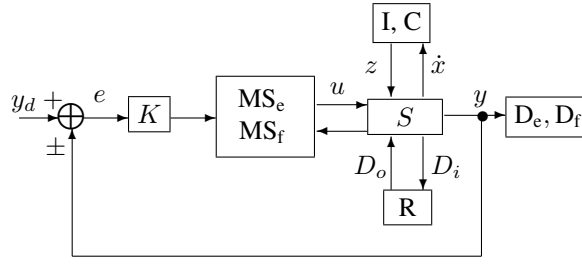 I, C
z
ẋ
y_d
+
±
e
K
MS_e
MS_f
u
S
y
D_e, D_f
D_o
D_i
R